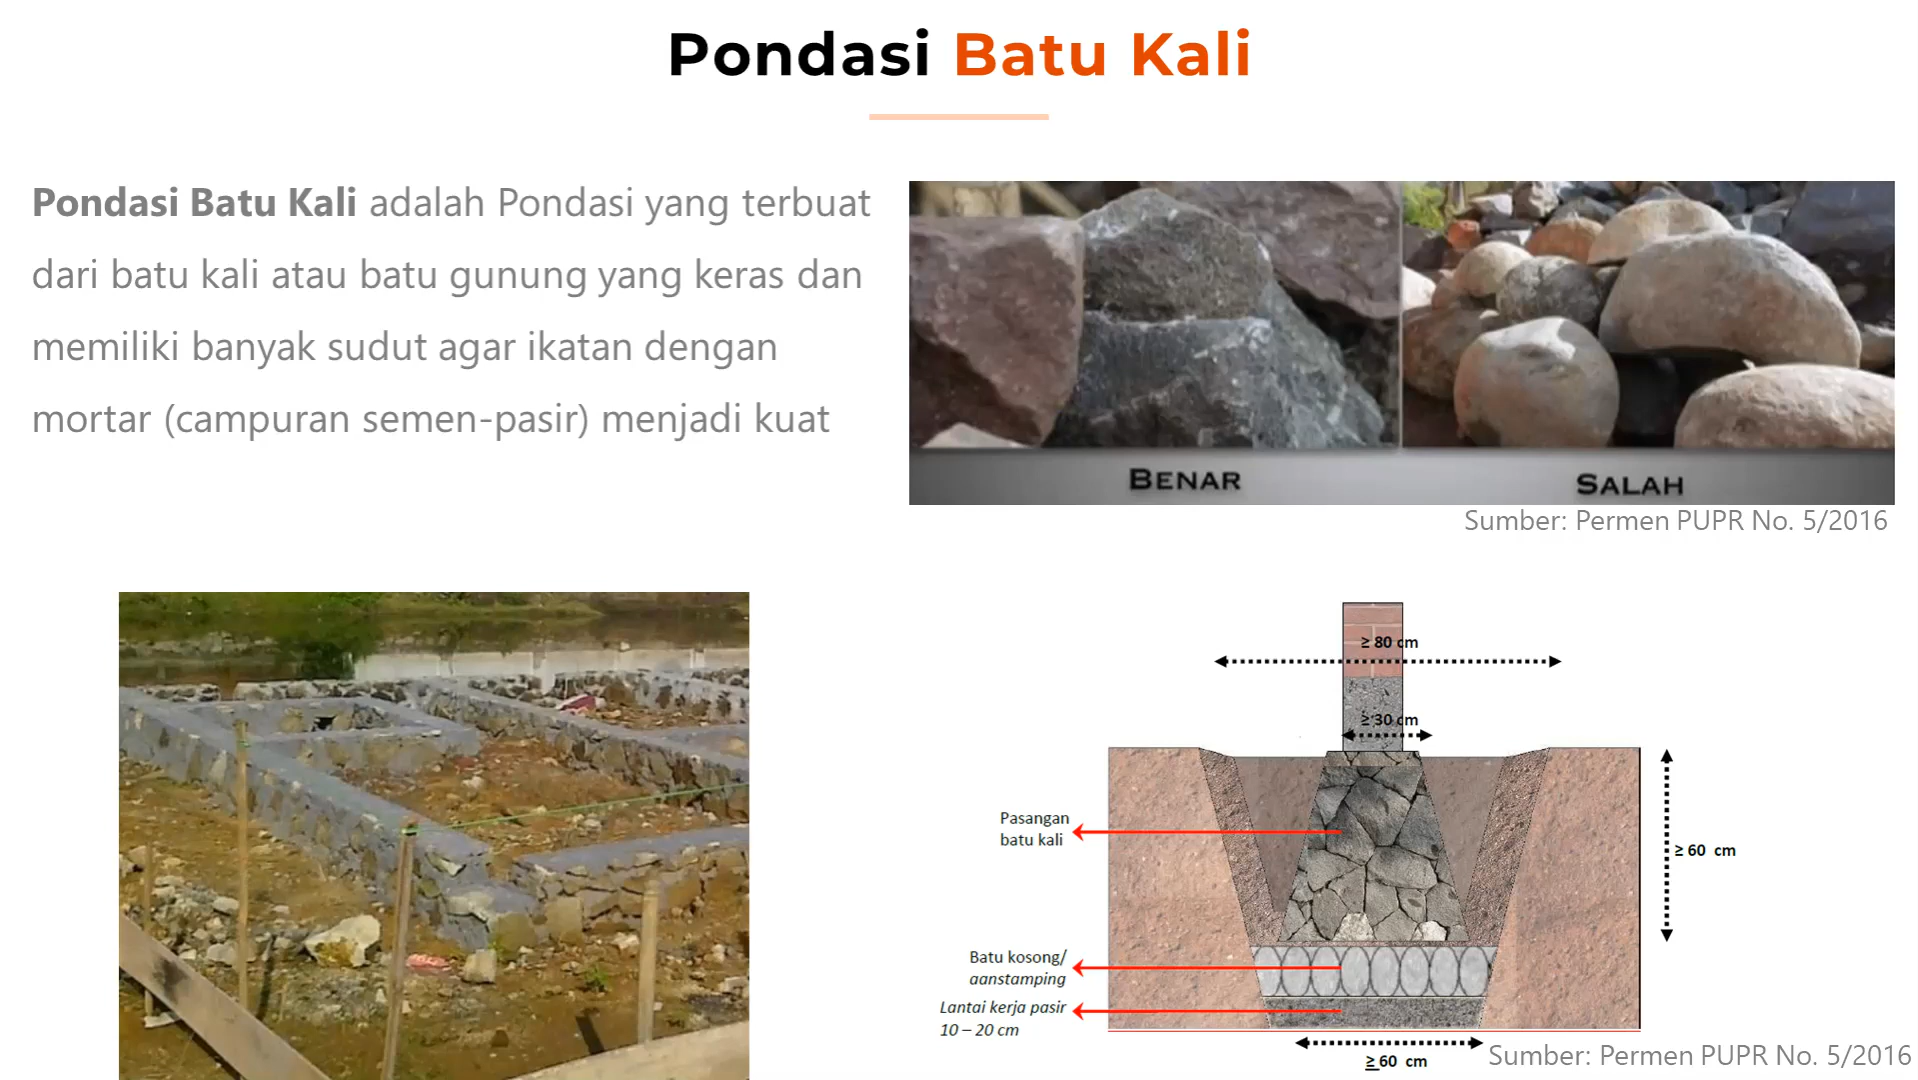 Pondasi Batu Kali
Pondasi Batu Kali adalah Pondasi yang terbuat
dari batu kali atau batu gunung yang keras dan
memiliki banyak sudut agar ikatan dengan
mortar (campuran semen-pasir) menjadi kuat
BENAR
SALAH
Sumber: Permen PUPR No. 5/2016
≥ 80 cm
≥ 30 cm
Pasangan
batu kali
≥ 60 cm
Batu kosong/
aanstamping
Lantai kerja pasir
10 – 20 cm
≥ 60 cm
Sumber: Permen PUPR No. 5/2016